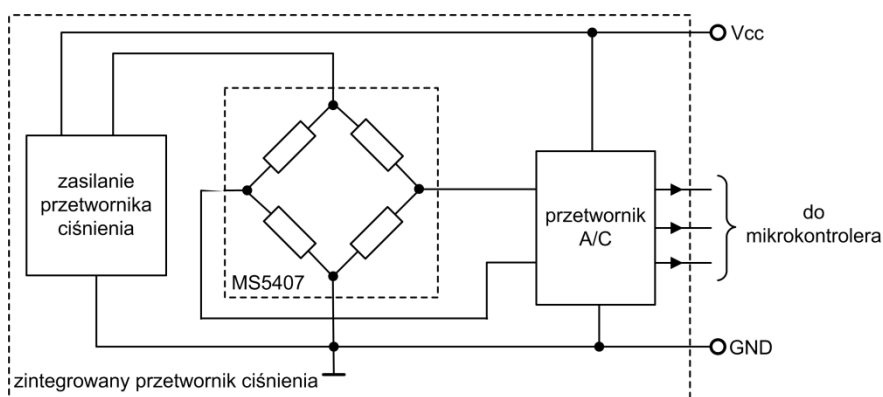 Vcc
zasilanie
przetwornika
ciśnienia
przetwornik
A/C
do
mikrokontrolera
MS5407
GND
zintegrowany przetwornik ciśnienia